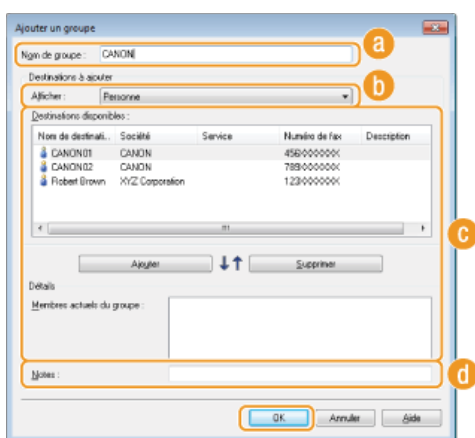 Ajouter un groupe
Nom de groupe : CANON
a
Destinations à ajouter
b
Afficher : Personne
Destinations disponibles :
Nom de destinati... Société Service Numéro de fax Description
CANON01 CANON 456XXXXXXX
CANON02 CANON 789XXXXXXX
Robert Brown XYZ Corporation 123XXXXXXX
c
Ajouter Supprimer
Détails
Membres actuels du groupe :
Notes :
d
OK Annuler Aide